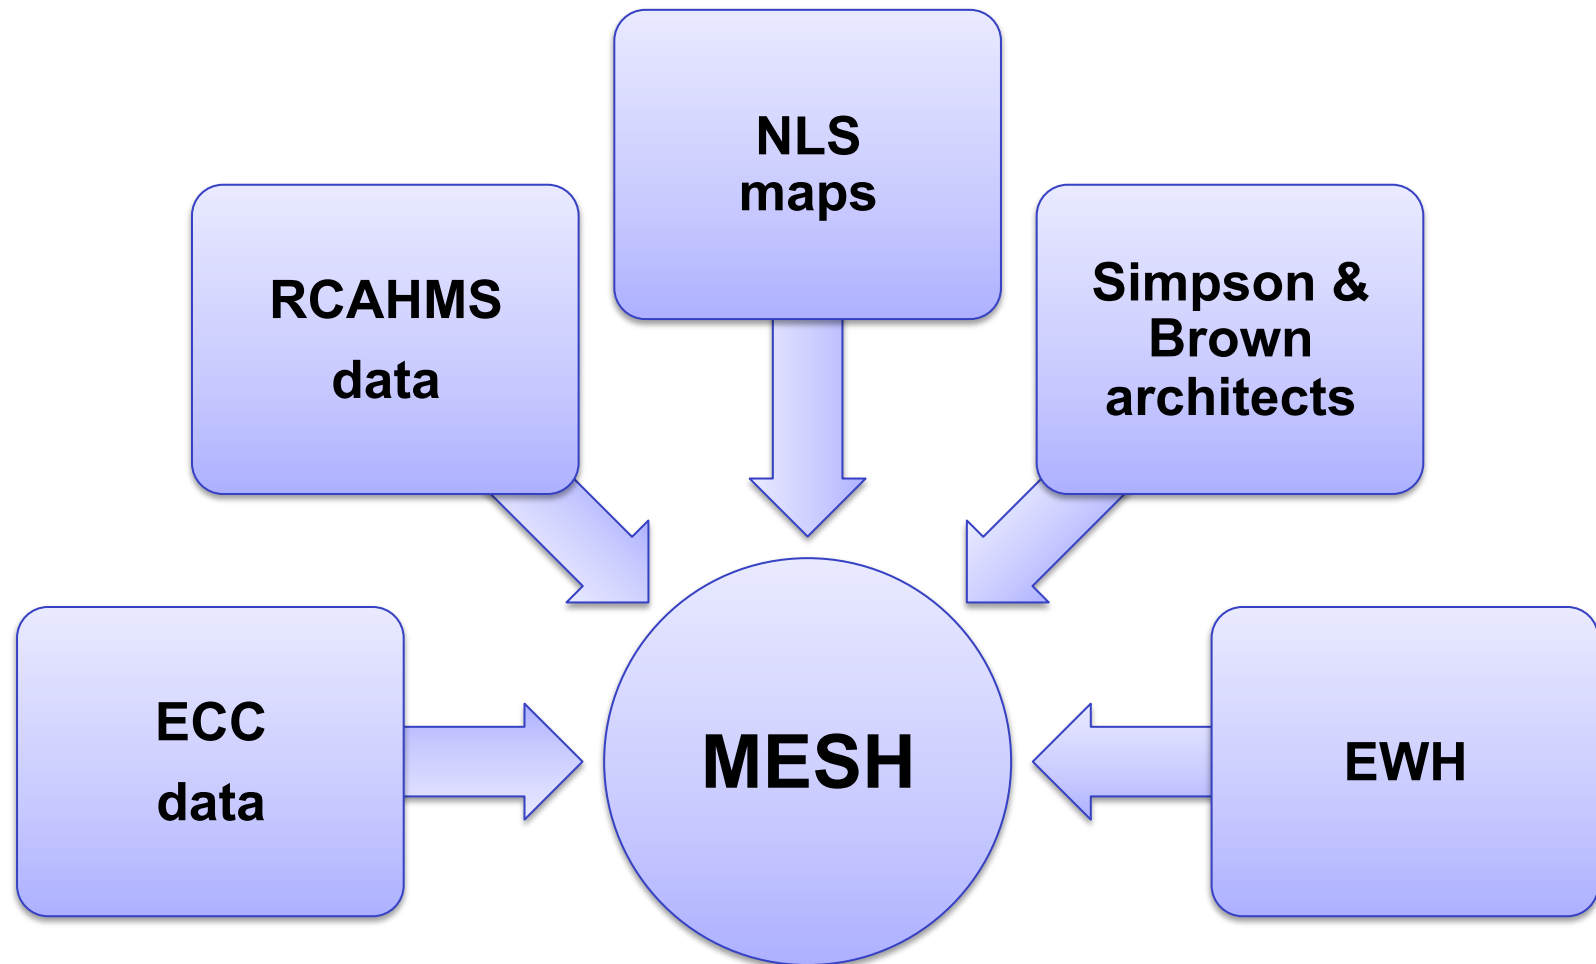 NLS
maps
RCAHMS
data
Simpson &
Brown
architects
ECC
data
MESH
EWH